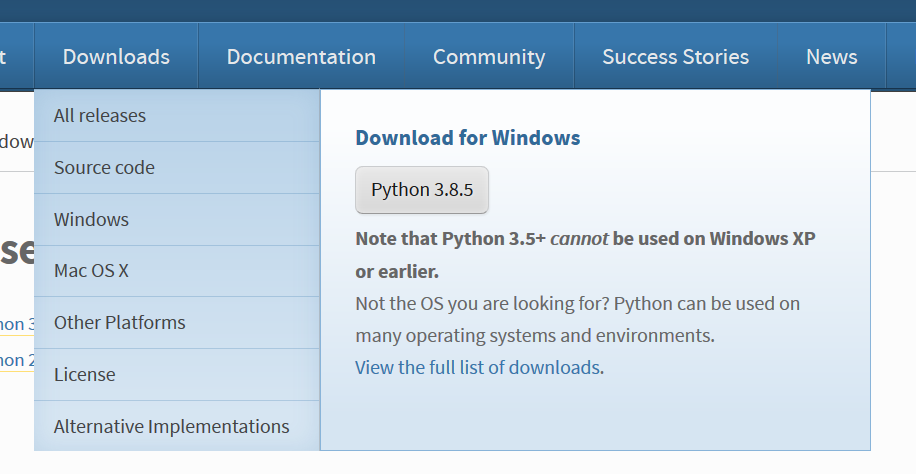 t Downloads Documentation Community Success Stories News
All releases
Source code
Windows
Mac OS X
Other Platforms
License
Alternative Implementations
Download for Windows
Python 3.8.5
Note that Python 3.5+ cannot be used on Windows XP
or earlier.
Not the OS you are looking for? Python can be used on
many operating systems and environments.
View the full list of downloads.
dow
se
hon 3
hon 2